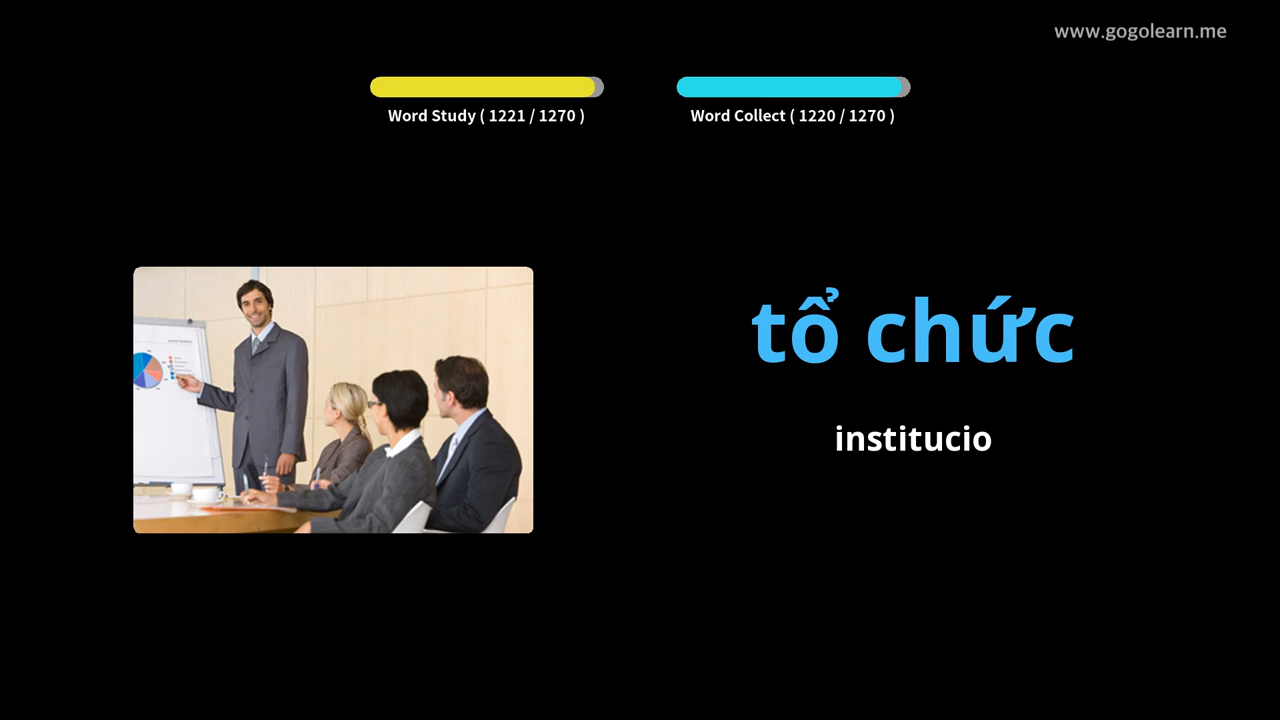 www.gogolearn.me
Word Study ( 1221 / 1270 )
Word Collect ( 1220 / 1270 )
tổ chức
institucio